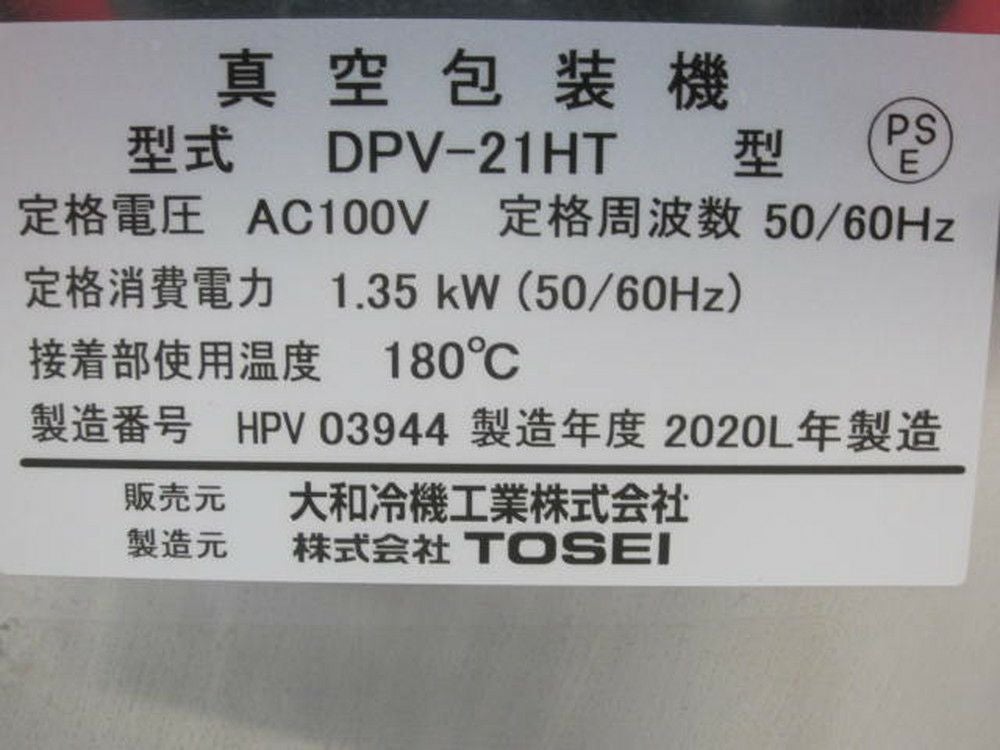 真空包装機
型式 DPV-21HT 型 PSE
定格電圧 AC100V 定格周波数 50/60Hz
定格消費電力 1.35 kW (50/60Hz)
接着部使用温度 180℃
製造番号 HPV 03944 製造年度 2020L年製造
販売元 大和冷機工業株式会社
製造元 株式会社 TOSEI